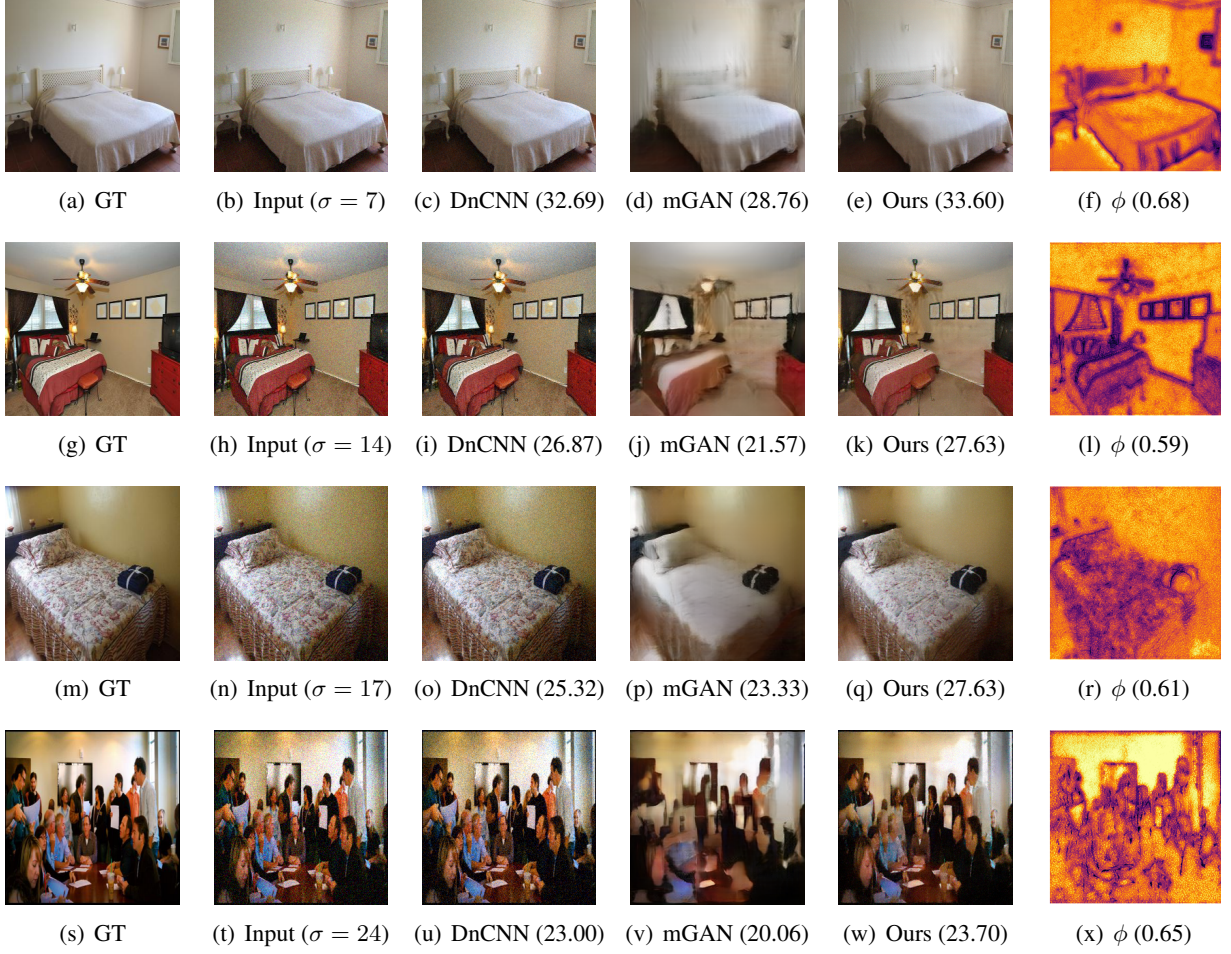 (a) GT (b) Input (σ = 7) (c) DnCNN (32.69) (d) mGAN (28.76) (e) Ours (33.60) (f) ϕ (0.68)
(g) GT (h) Input (σ = 14) (i) DnCNN (26.87) (j) mGAN (21.57) (k) Ours (27.63) (l) ϕ (0.59)
(m) GT (n) Input (σ = 17) (o) DnCNN (25.32) (p) mGAN (23.33) (q) Ours (27.63) (r) ϕ (0.61)
(s) GT (t) Input (σ = 24) (u) DnCNN (23.00) (v) mGAN (20.06) (w) Ours (23.70) (x) ϕ (0.65)